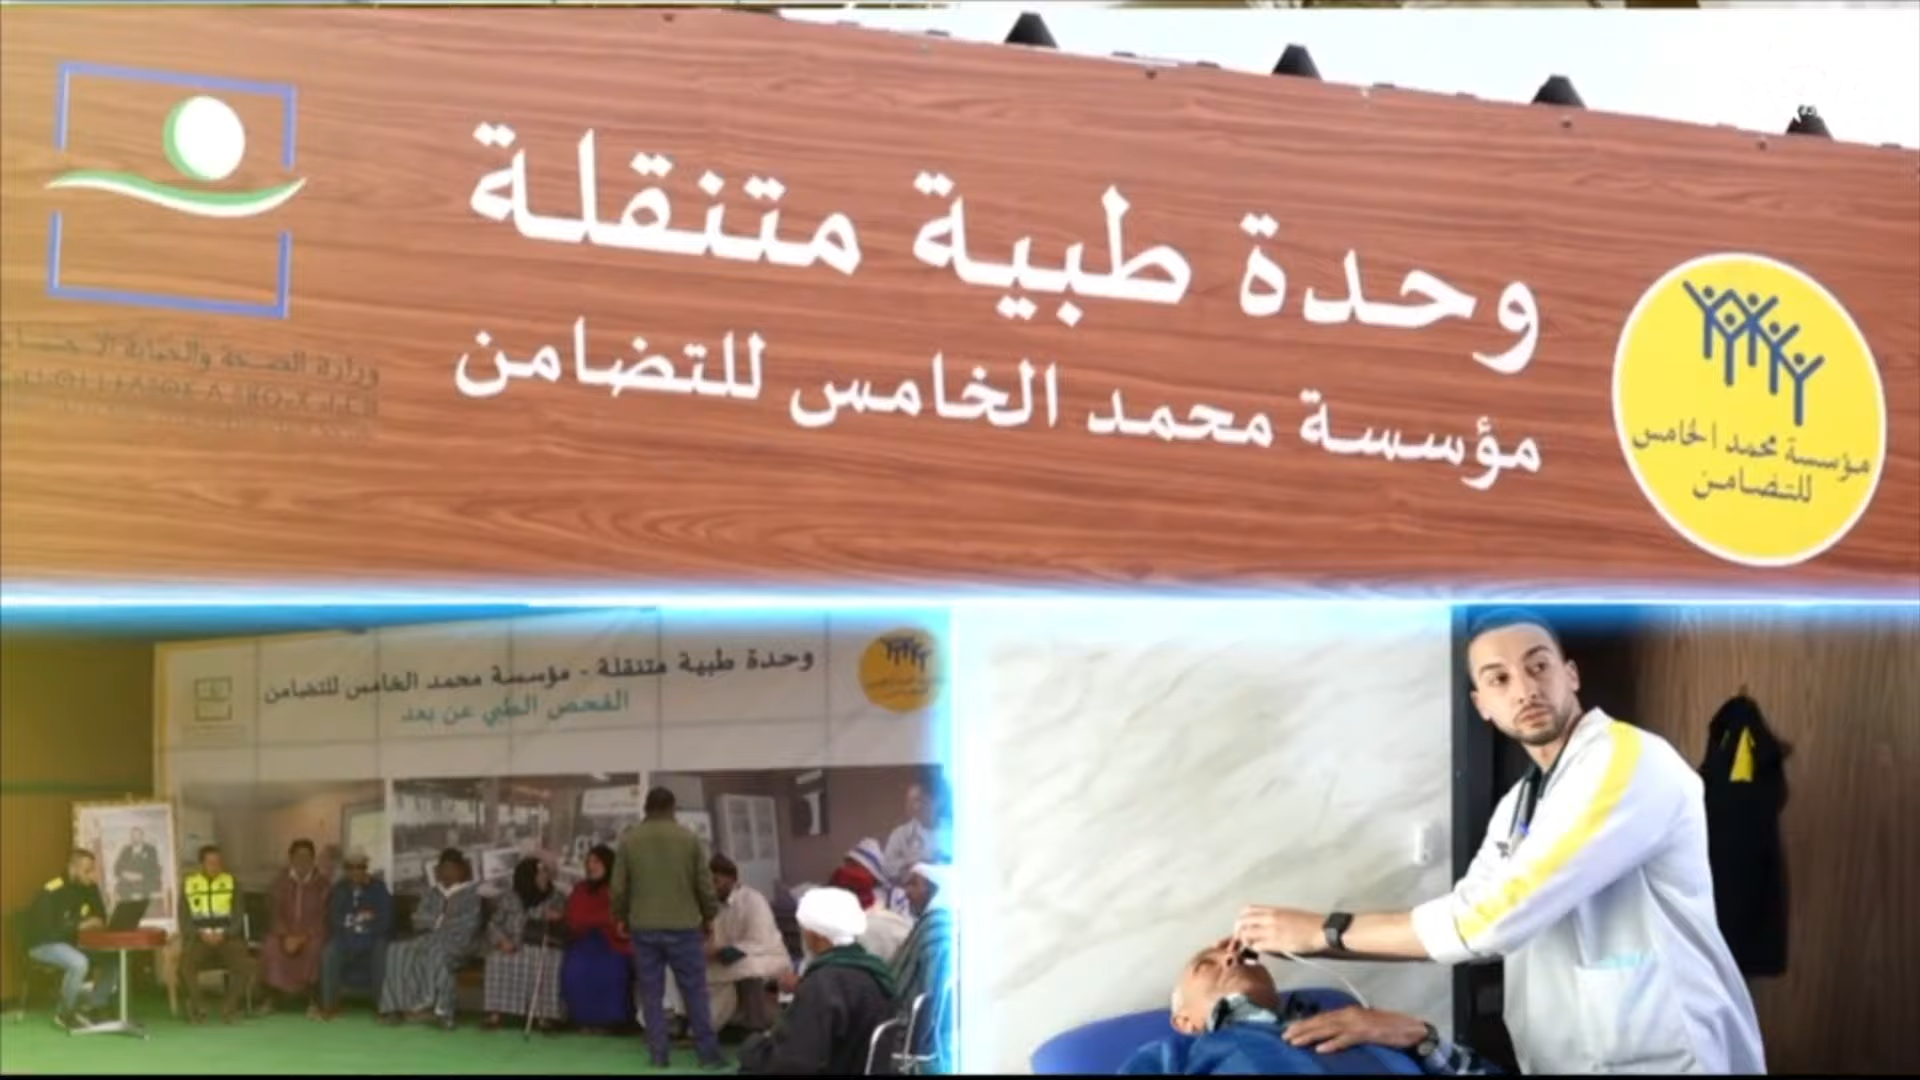 وحدة طبية متنقلة
مؤسسة محمد الخامس للتضامن
مؤسسة محمد الخامس
للتضامن
وزارة الصحة والحماية
وحدة طبية متنقلة - مؤسسة محمد الخامس للتضامن
الفحص الطبي عن بعد